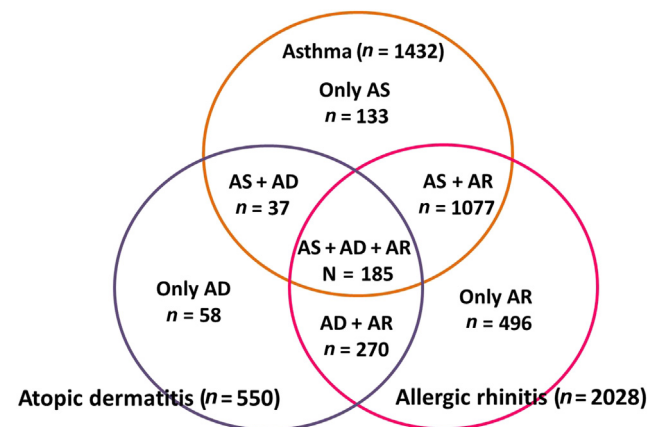 Asthma (n = 1432)
Only AS
n = 133
AS + AD
n = 37
AS + AR
n = 1077
AS + AD + AR
N = 185
Only AD
n = 58
Only AR
n = 496
AD + AR
n = 270
Atopic dermatitis (n = 550)
Allergic rhinitis (n = 2028)